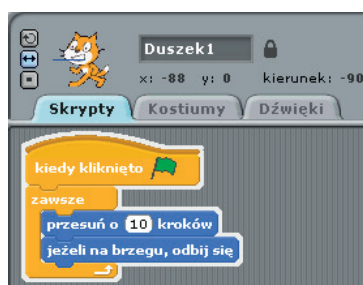 Duszek1
x: -88 y: 0 kierunek: -90
Skrypty Kostiumy Dźwięki
kiedy kliknięto
zawsze
przesuń o 10 kroków
jeżeli na brzegu, odbij się